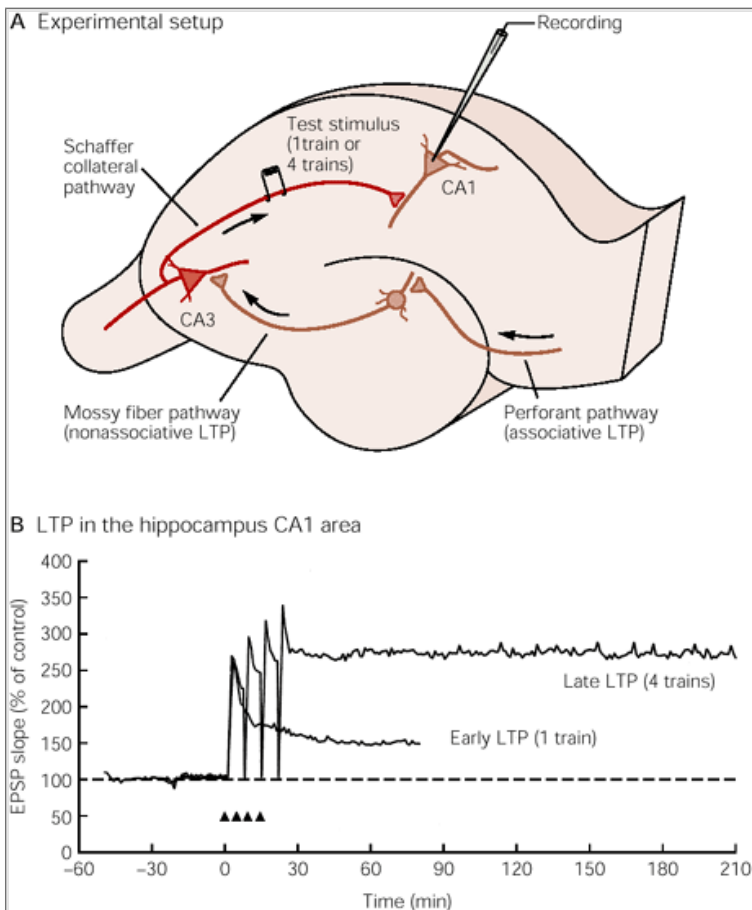 A Experimental setup
Recording
Test stimulus
(1train or
4 trains)
Schaffer
collateral
pathway
CA1
CA3
Mossy fiber pathway
(nonassociative LTP)
Perforant pathway
(associative LTP)
B LTP in the hippocampus CA1 area
EPSP slope (% of control)
400
350
300
250
200
150
100
50
0
Late LTP (4 trains)
Early LTP (1 train)
–60 –30 0 30 60 90 120 150 180 210
Time (min)